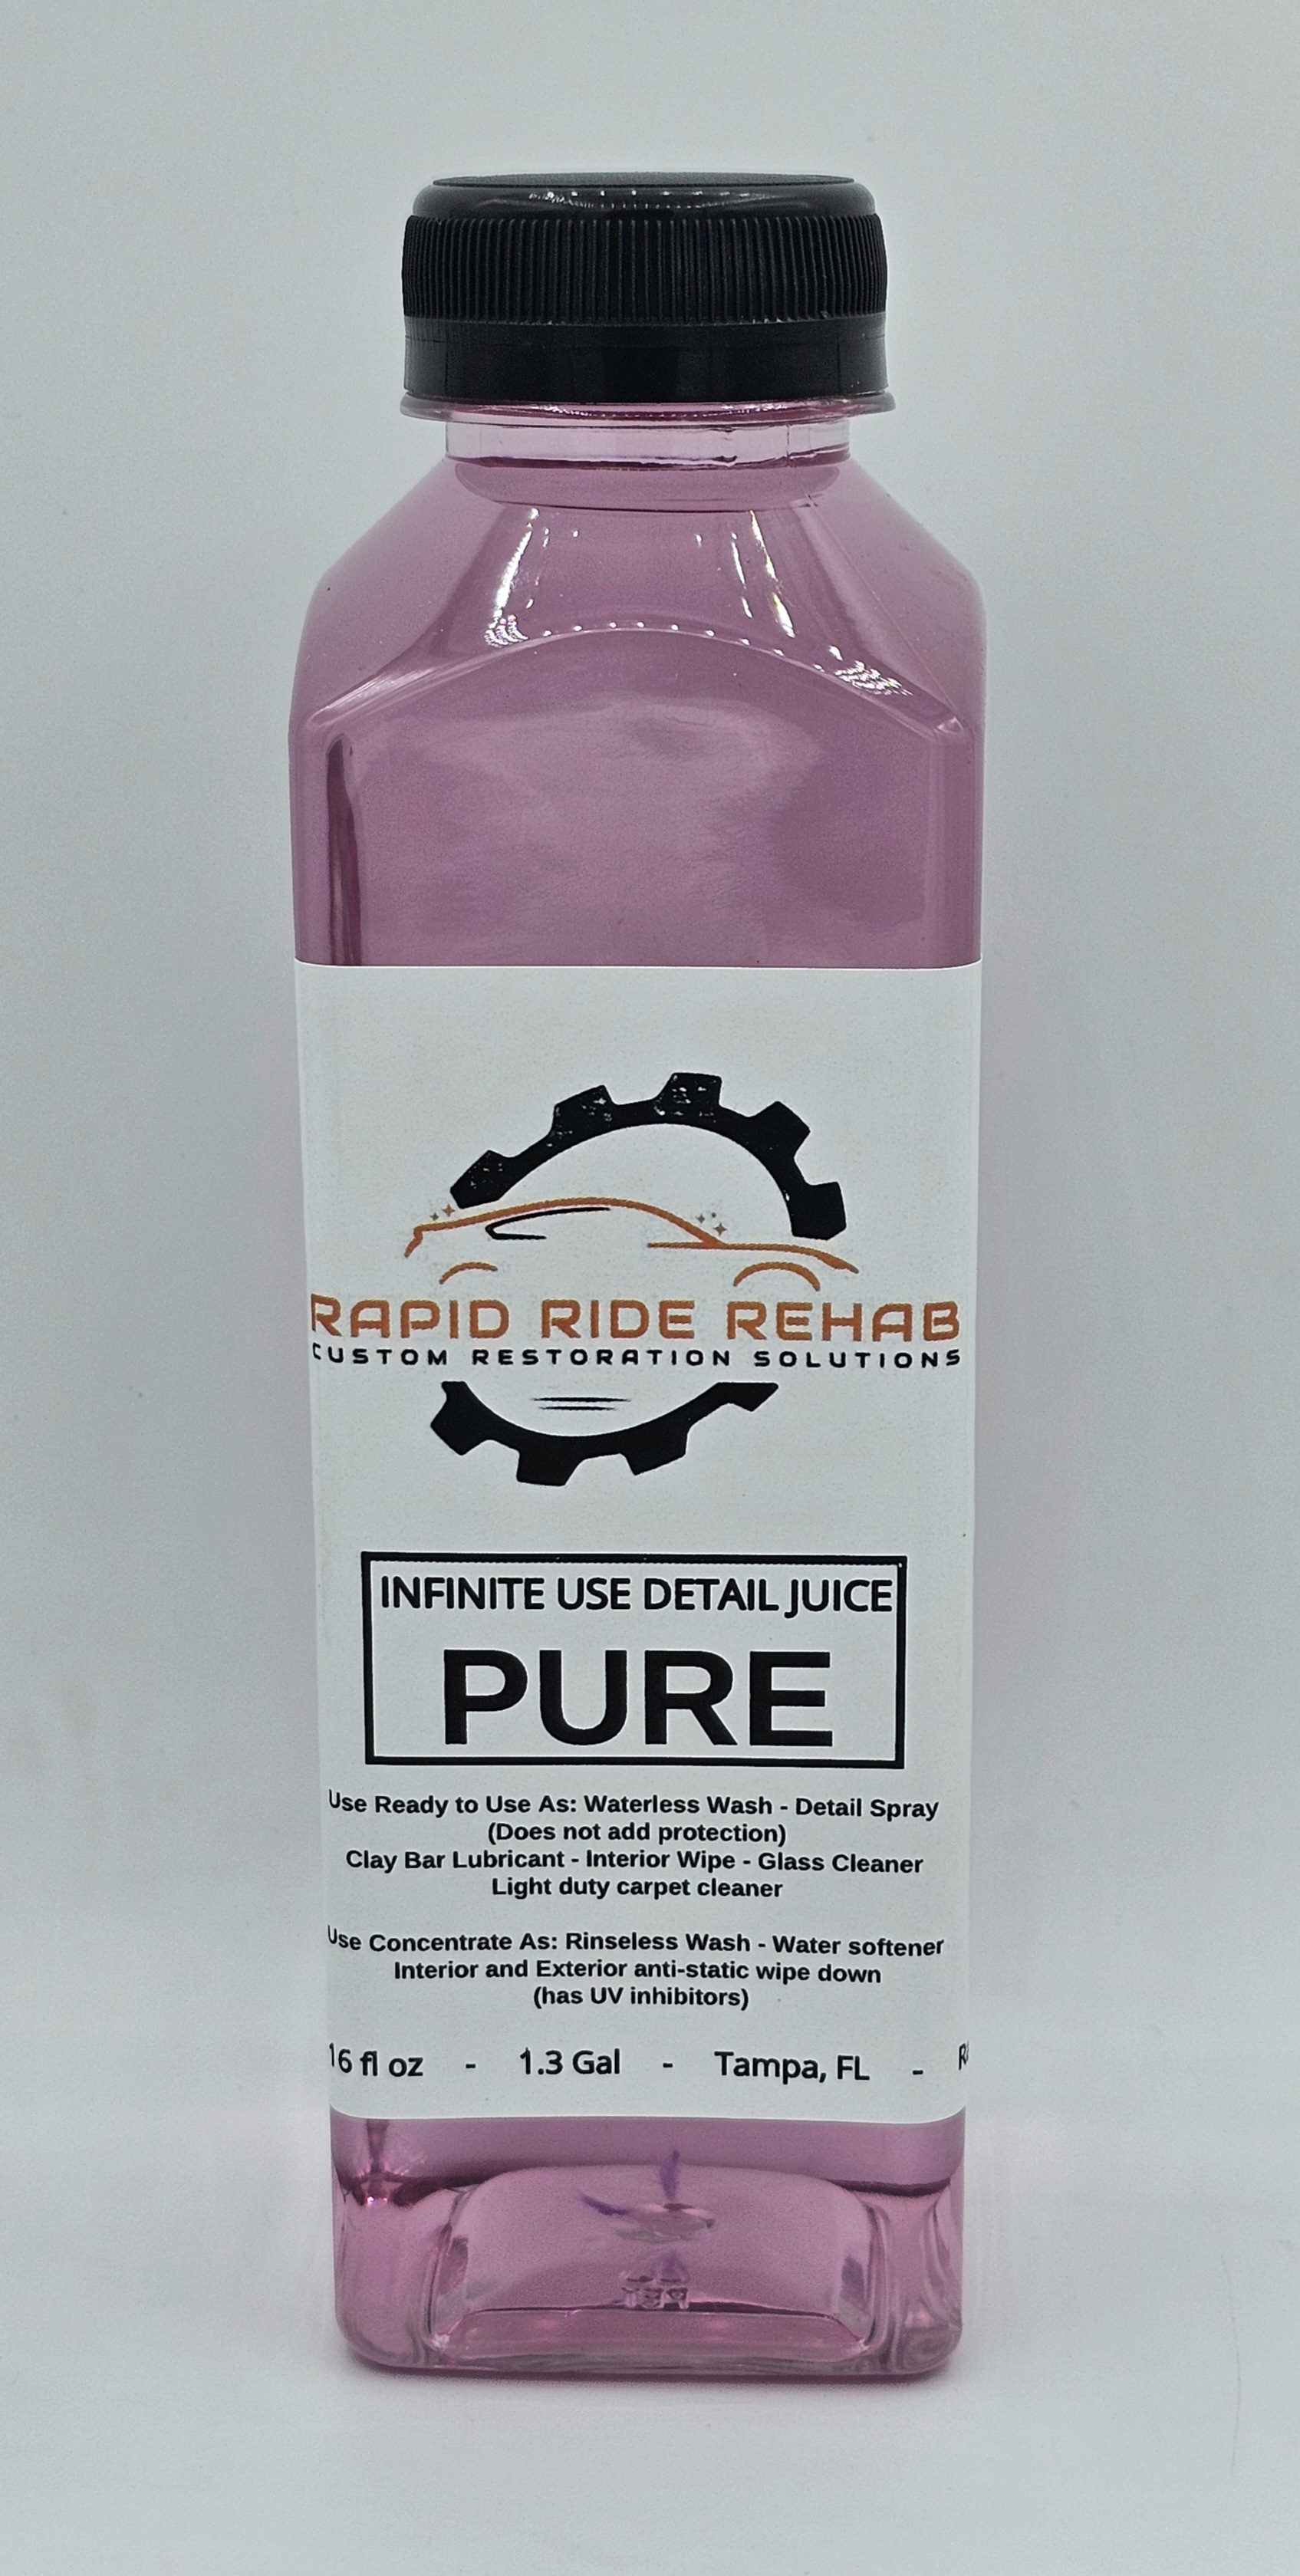 RAPID RIDE REHAB
CUSTOM RESTORATION SOLUTIONS
INFINITE USE DETAIL JUICE
PURE
Use Ready to Use As: Waterless Wash - Detail Spray
(Does not add protection)
Clay Bar Lubricant - Interior Wipe - Glass Cleaner
Light duty carpet cleaner
Use Concentrate As: Rinseless Wash - Water softener
Interior and Exterior anti-static wipe down
(has UV inhibitors)
16 fl oz - 1.3 Gal - Tampa, FL -